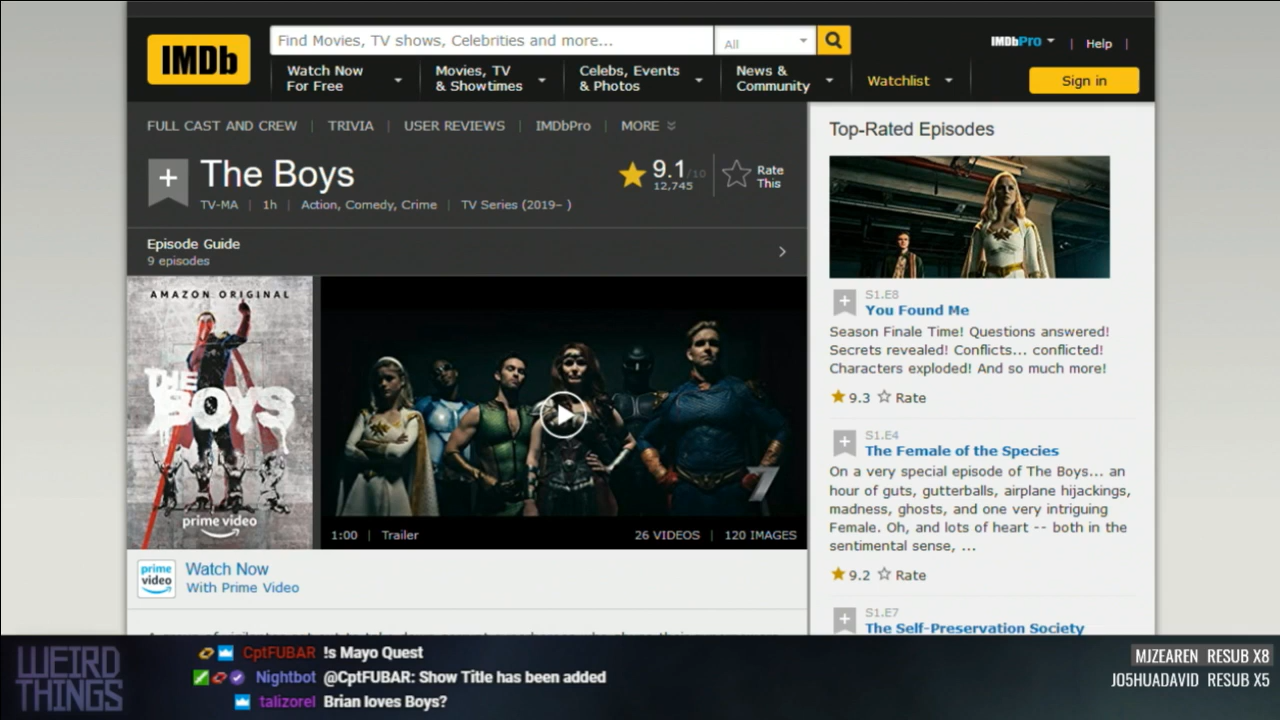 IMDb
Find Movies, TV shows, Celebrities and more...
All
IMDbPro
Help
Watch Now
For Free
Movies, TV
& Showtimes
Celebs, Events
& Photos
News &
Community
Watchlist
Sign in
FULL CAST AND CREW | TRIVIA | USER REVIEWS | IMDbPro | MORE
The Boys
9.1/10
12,745
Rate
This
TV-MA | 1h | Action, Comedy, Crime | TV Series (2019– )
Episode Guide
9 episodes
AMAZON ORIGINAL
THE
BOYS
prime video
7
1:00 | Trailer
26 VIDEOS | 120 IMAGES
prime
video
Watch Now
With Prime Video
Top-Rated Episodes
S1.E8
You Found Me
Season Finale Time! Questions answered!
Secrets revealed! Conflicts... conflicted!
Characters exploded! And so much more!
9.3 Rate
S1.E4
The Female of the Species
On a very special episode of The Boys... an
hour of guts, gutterballs, airplane hijackings,
madness, ghosts, and one very intriguing
Female. Oh, and lots of heart -- both in the
sentimental sense, ...
9.2 Rate
S1.E7
The Self-Preservation Society
WEIRD
THINGS
CptFUBAR !s Mayo Quest
Nightbot @CptFUBAR: Show Title has been added
talizorel Brian loves Boys?
MJZEAREN RESUB X8
JO5HUADAVID RESUB X5